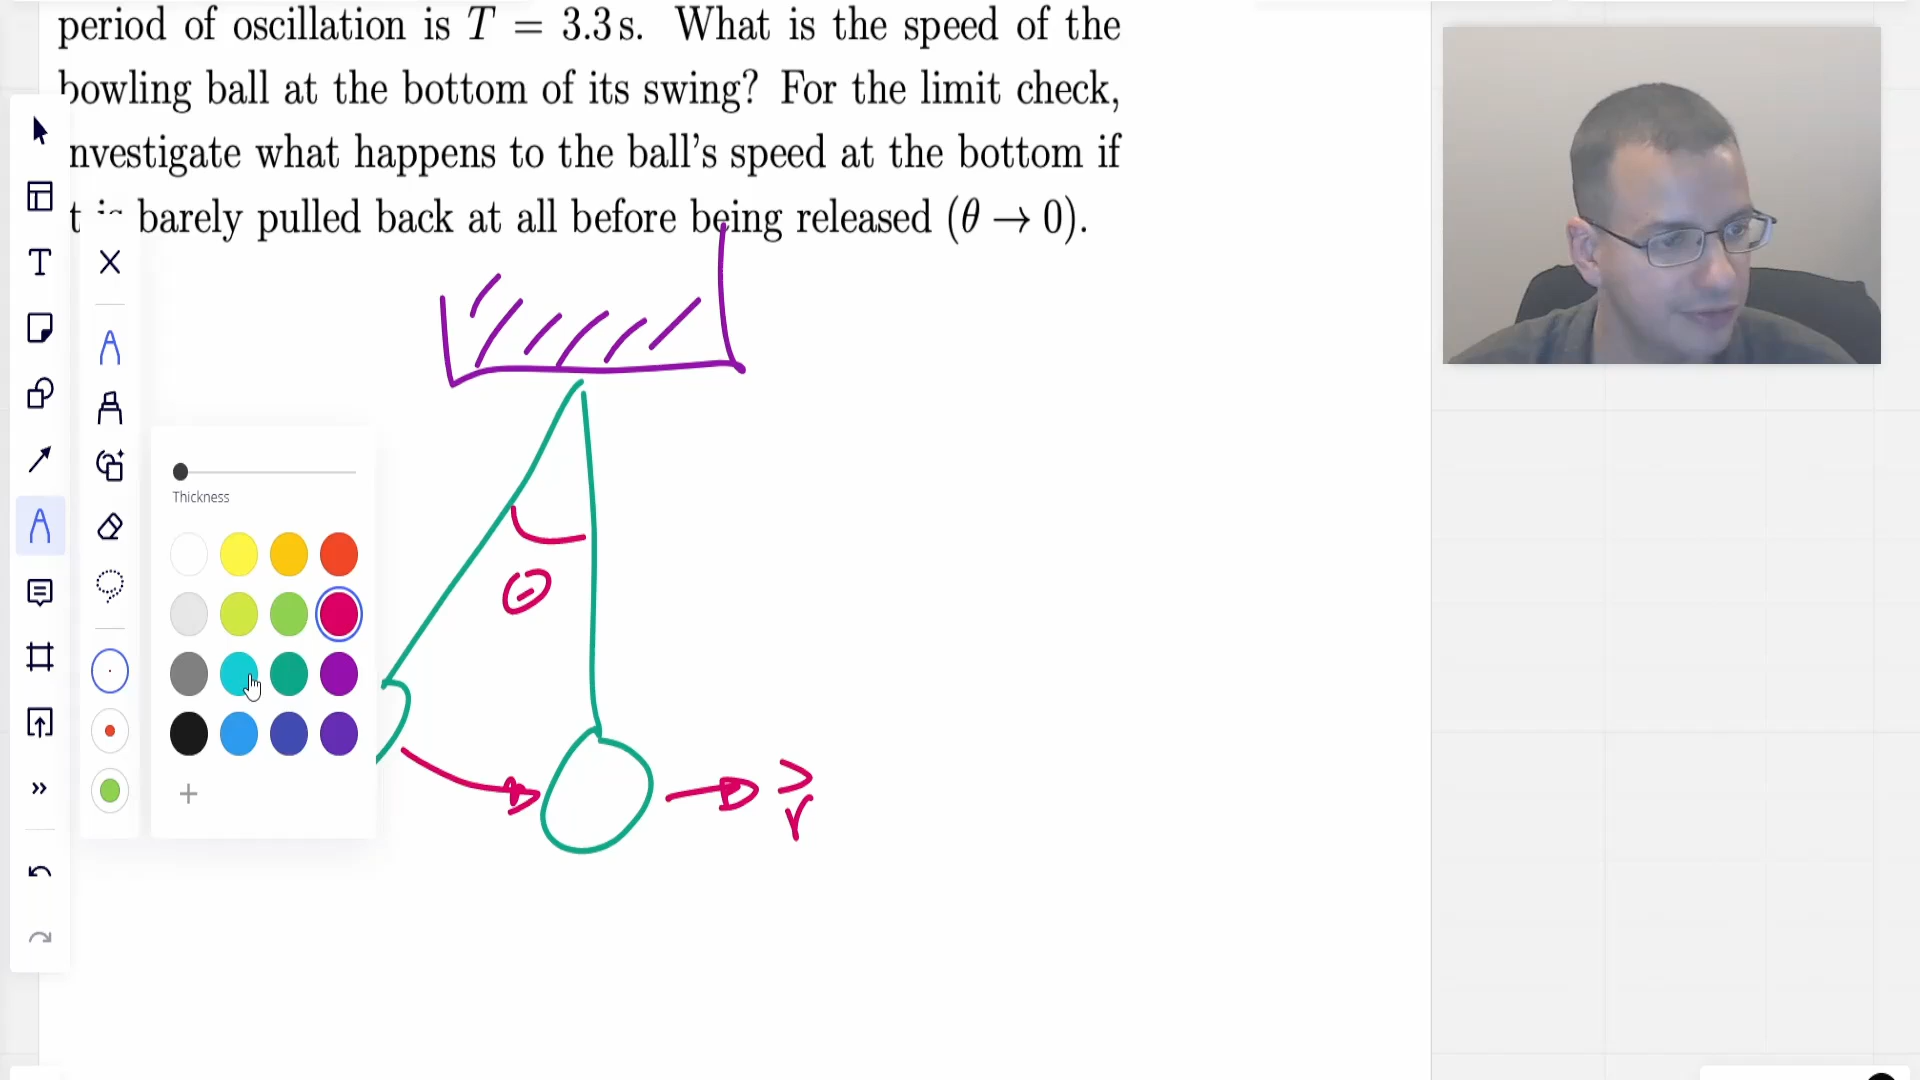 period of oscillation is T = 3.3 s. What is the speed of the
bowling ball at the bottom of its swing? For the limit check,
nvestigate what happens to the ball's speed at the bottom if
t is barely pulled back at all before being released (θ → 0).
T
Thickness
θ
v